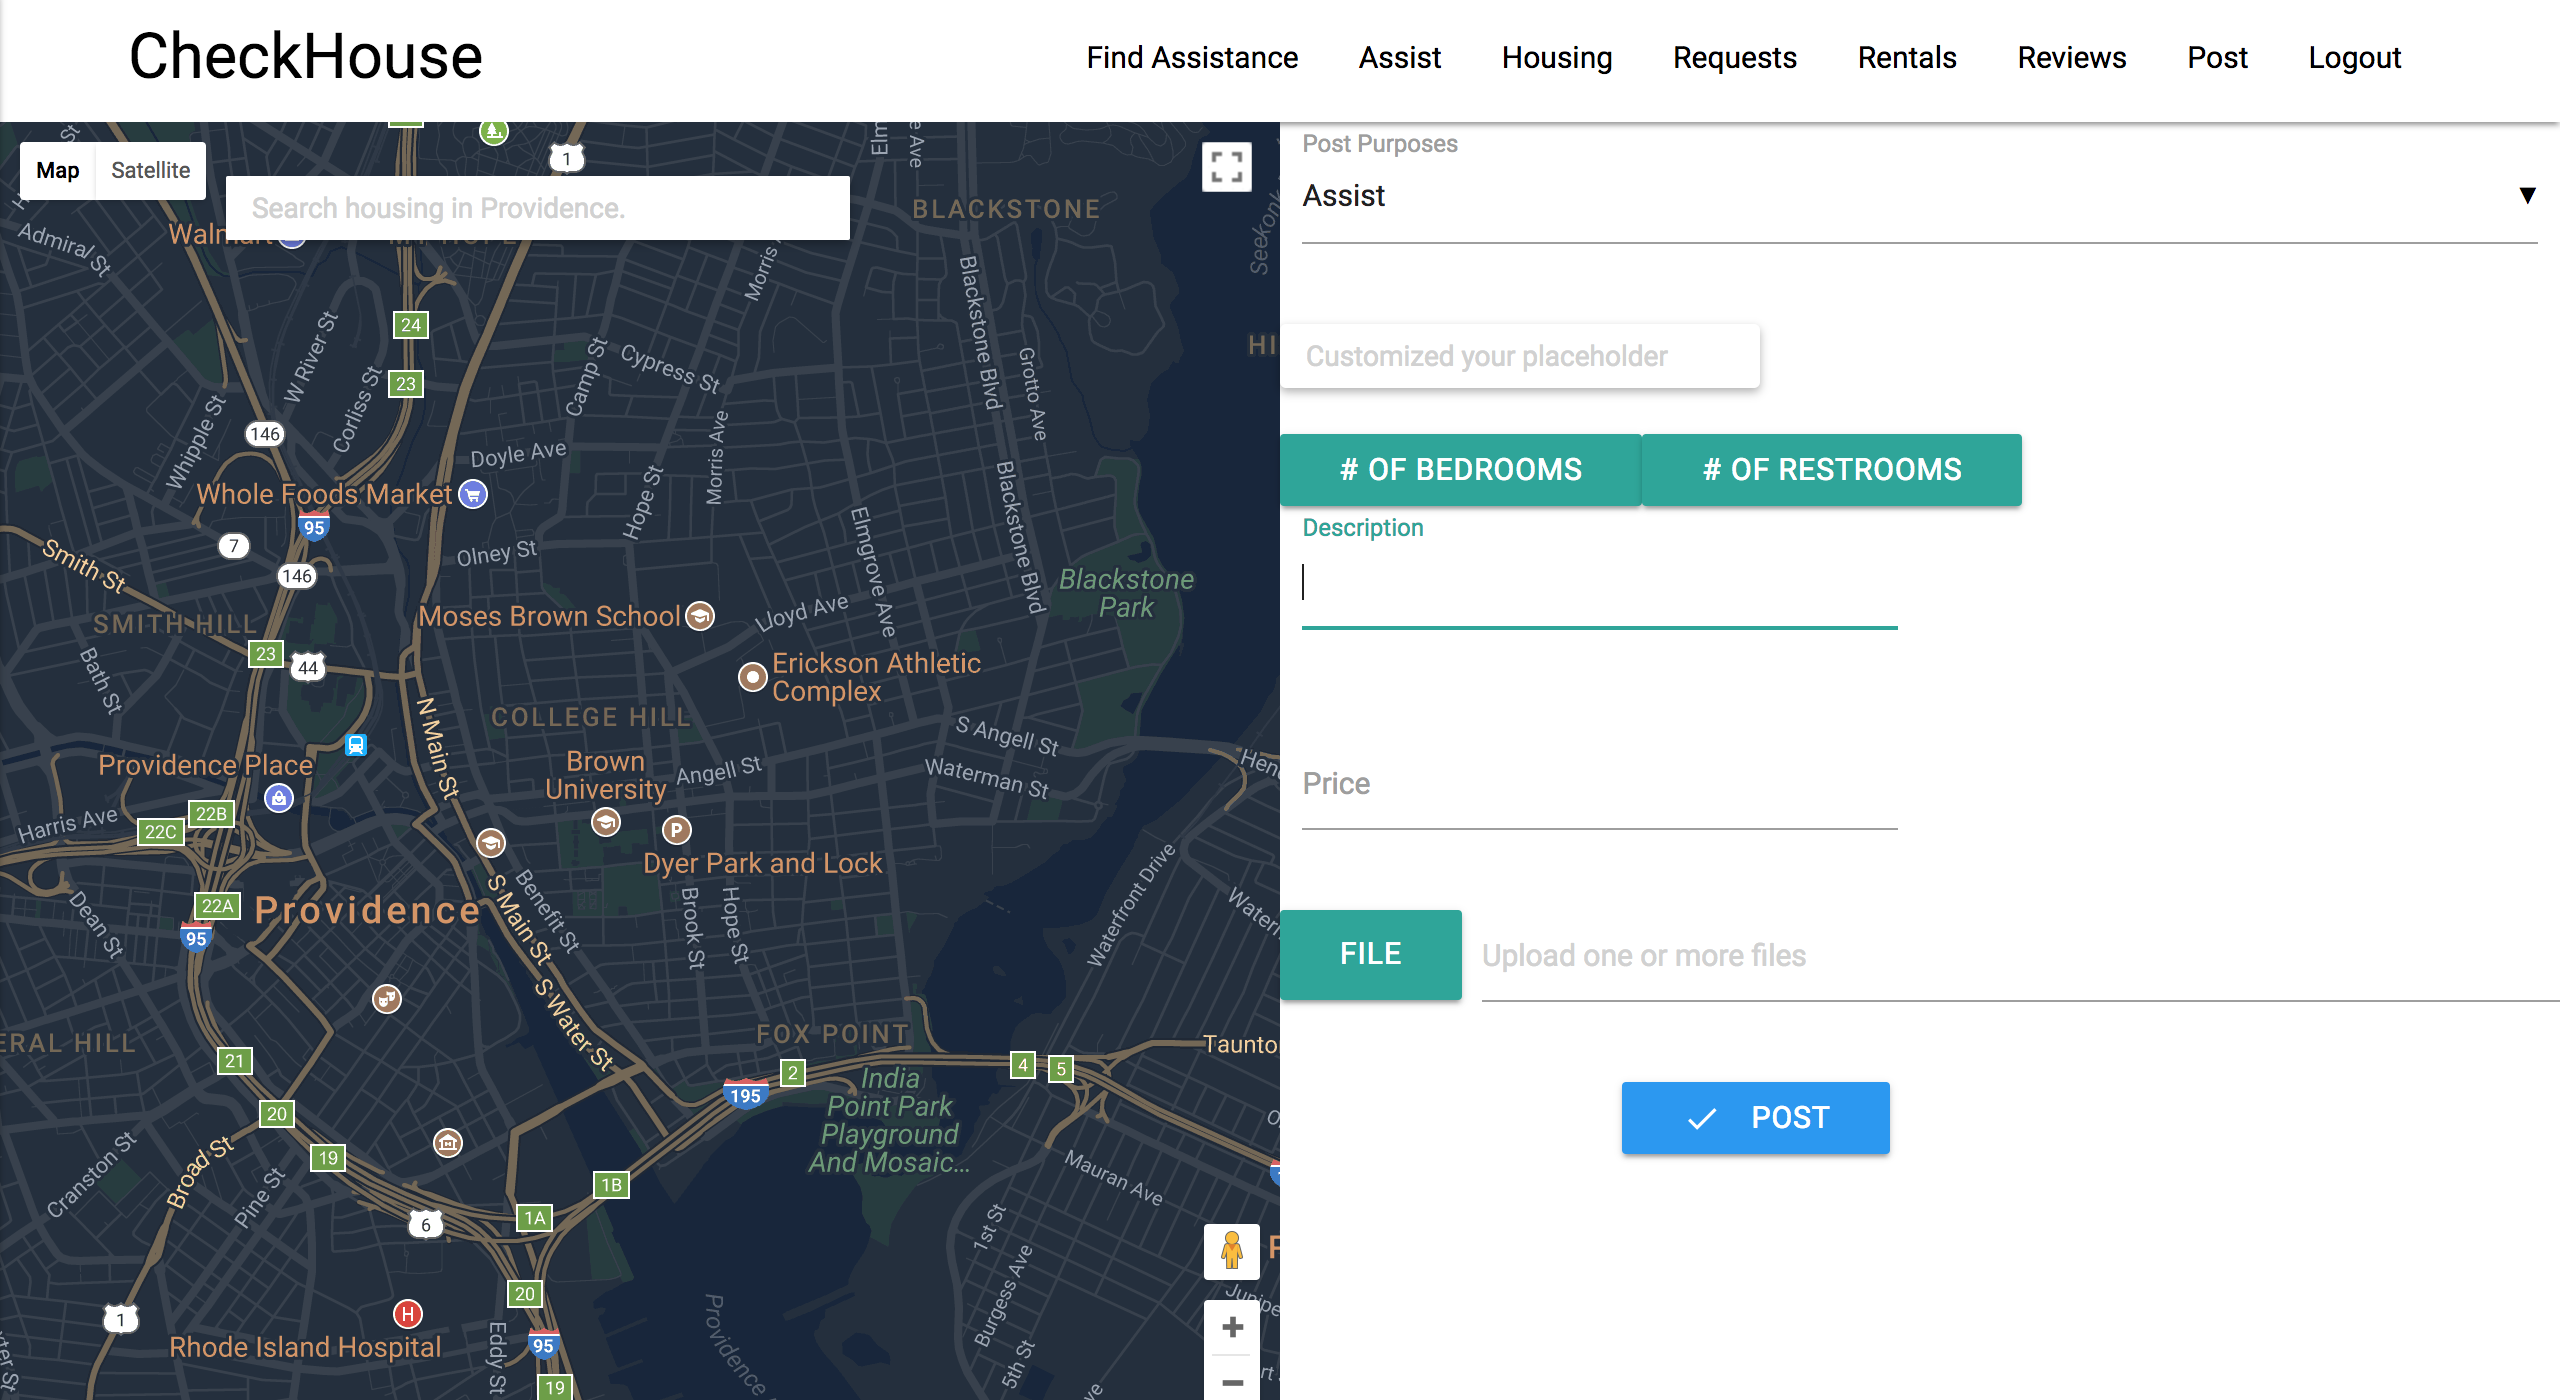 CheckHouse
Find Assistance
Assist
Housing
Requests
Rentals
Reviews
Post
Logout
Map
Satellite
Search housing in Providence.
1
BLACKSTONE
Admiral St
Morris
Blackstone Blvd
Seekonk
24
W River St
Cypress St
Camp St
Grotto Ave
23
Corliss St
Whipple St
146
Morris Ave
Doyle Ave
Hope St
Whole Foods Market
95
7
146
Smith St
Olney St
Elmgrove Ave
Blackstone Blvd
Blackstone
Park
SMITH HILL
Moses Brown School
Lloyd Ave
23
44
Bath St
Erickson Athletic
Complex
N Main St
COLLEGE HILL
S Angell St
Providence Place
Brown
University
Angell St
Waterman St
Harris Ave
22B
22C
P
Dyer Park and Lock
Waterfront Drive
22A
Dean St
95
Providence
S Main St
Benefit St
Brook St
Hope St
S Water St
ERAL HILL
FOX POINT
21
4
5
2
195
India
Point Park
Playground
And Mosaic...
20
19
Cranston St
Broad St
Pine St
1B
1A
6
Mauran Ave
1st St
Burgess Ave
5th St
20
1
H
Rhode Island Hospital
Eddy St
95
19
Providence
Post Purposes
Assist
Customized your placeholder
# OF BEDROOMS
# OF RESTROOMS
Description
Price
FILE
Upload one or more files
POST